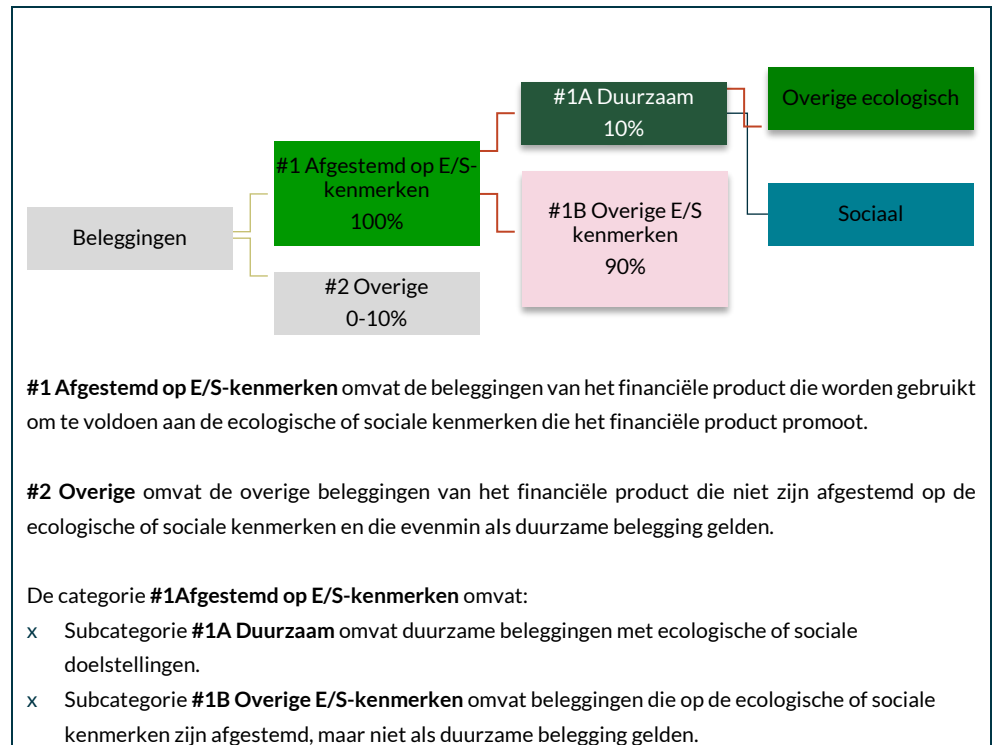 #1A Duurzaam
10%
Overige ecologisch
#1 Afgestemd op E/S-
kenmerken
100%
#1B Overige E/S
kenmerken
90%
Sociaal
Beleggingen
#2 Overige
0-10%
#1 Afgestemd op E/S-kenmerken omvat de beleggingen van het financiële product die worden gebruikt
om te voldoen aan de ecologische of sociale kenmerken die het financiële product promoot.
#2 Overige omvat de overige beleggingen van het financiële product die niet zijn afgestemd op de
ecologische of sociale kenmerken en die evenmin als duurzame belegging gelden.
De categorie #1Afgestemd op E/S-kenmerken omvat:
x Subcategorie #1A Duurzaam omvat duurzame beleggingen met ecologische of sociale
doelstellingen.
x Subcategorie #1B Overige E/S-kenmerken omvat beleggingen die op de ecologische of sociale
kenmerken zijn afgestemd, maar niet als duurzame belegging gelden.